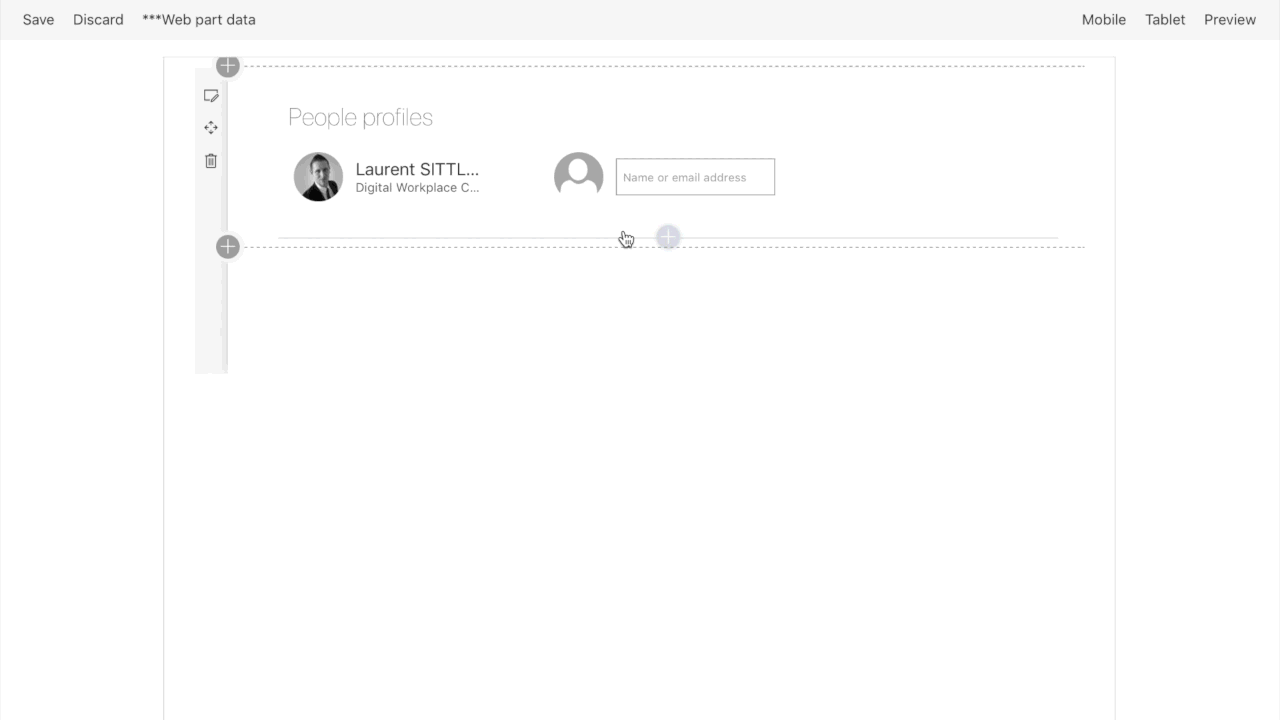 Save Discard ***Web part data Mobile Tablet Preview
People profiles
Laurent SITTL...
Digital Workplace C...
Name or email address